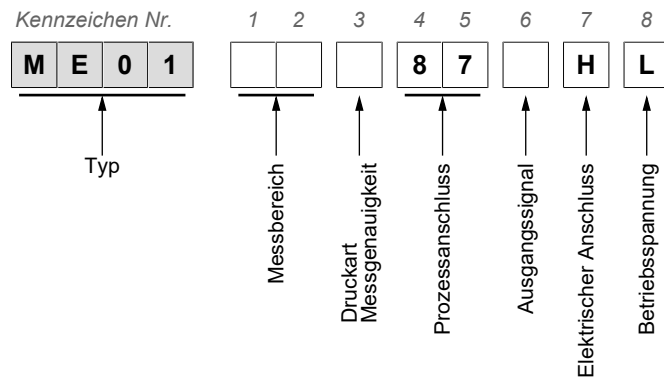 Kennzeichen Nr. 1 2 3 4 5 6 7 8
M E 0 1 8 7 H L
Typ
Messbereich
Druckart
Messgenauigkeit
Prozessanschluss
Ausgangssignal
Elektrischer Anschluss
Betriebsspannung